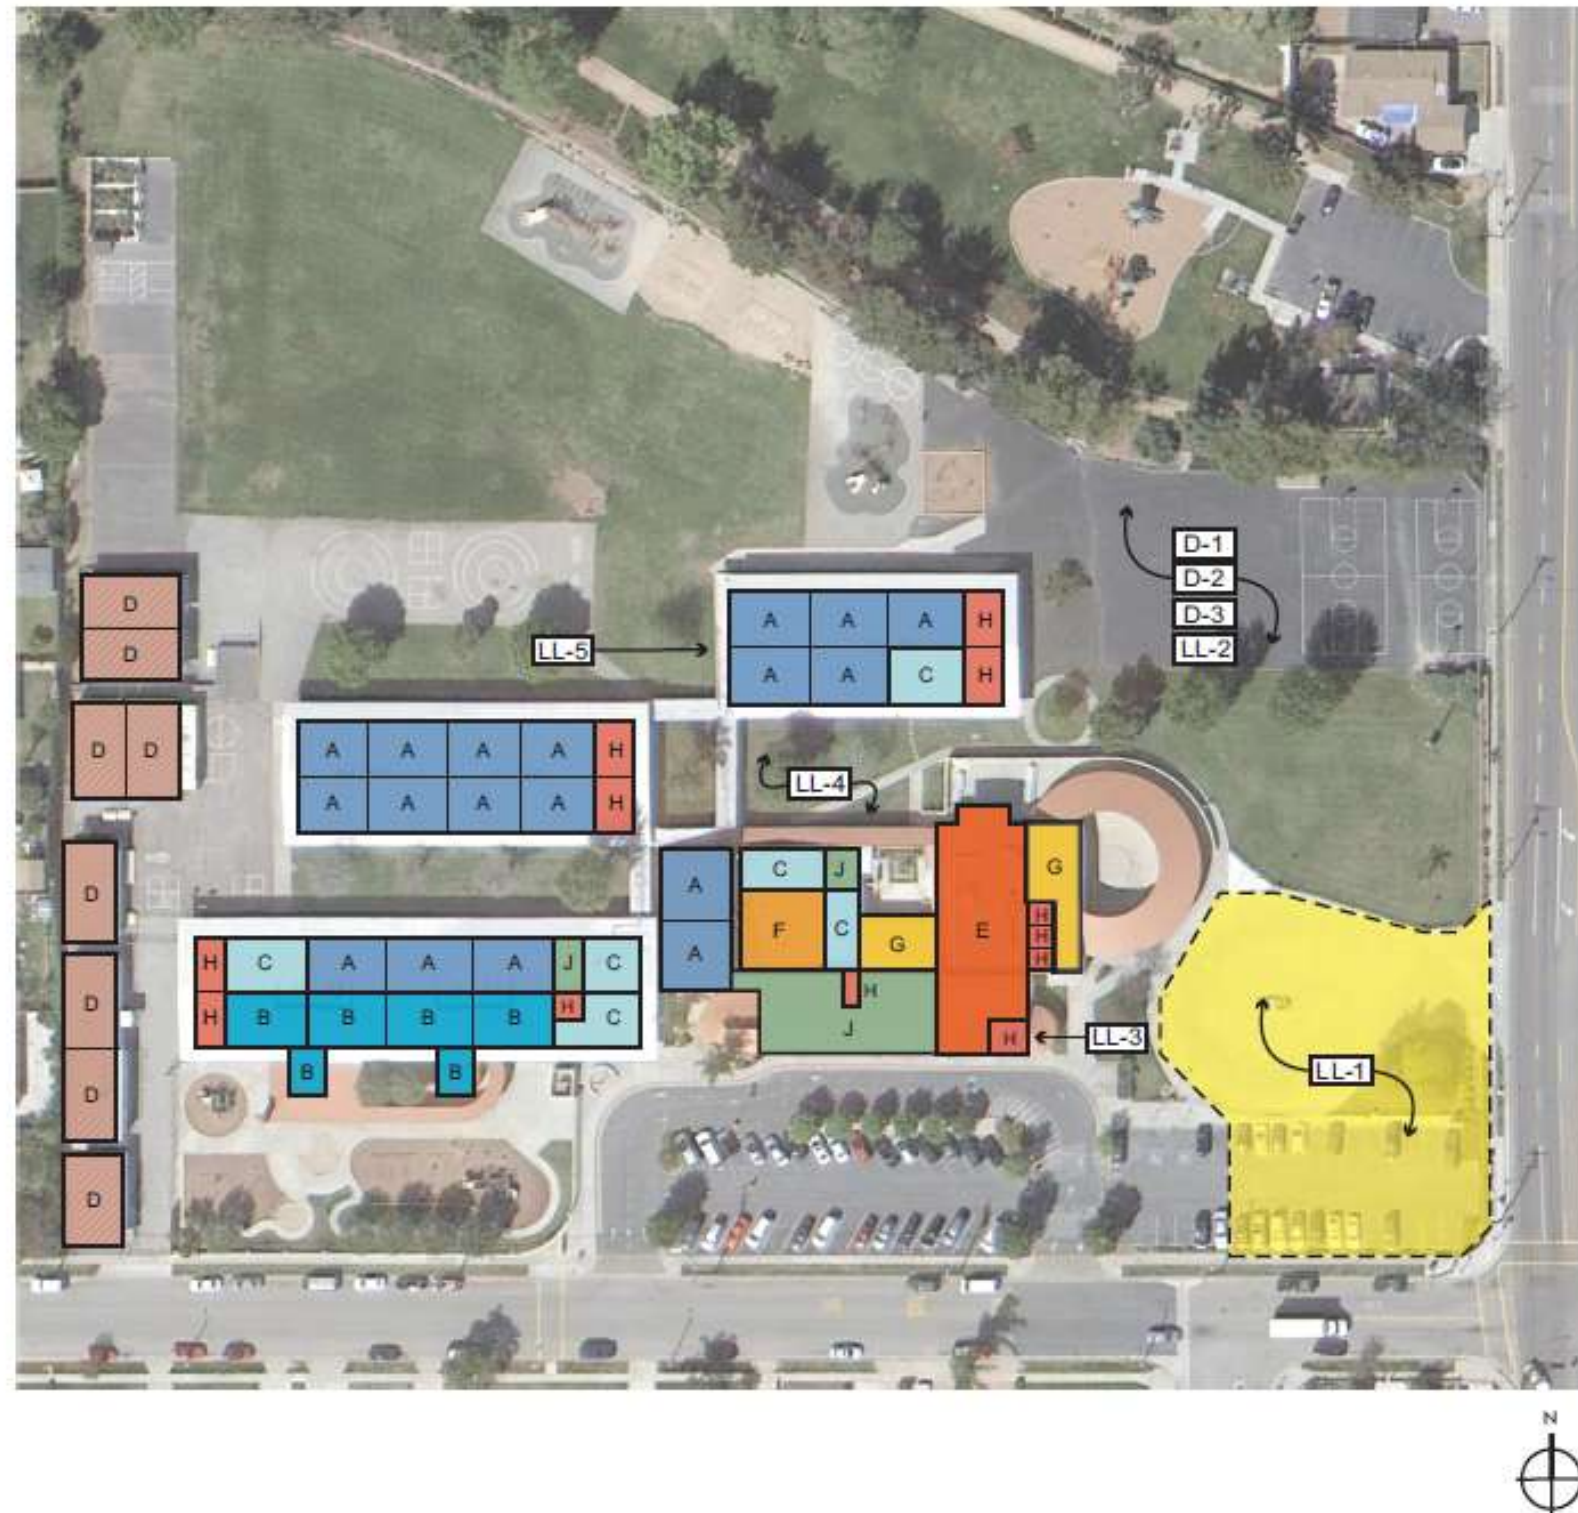 D-1
D-2
D-3
LL-2
D
D
A A A H
A A C H
LL-5
D D
A A A A H
A A A A H
LL-4
D
A
A
C J
F C G
E
G
H
H
H
H
J
H
LL-3
H C A A A J C
H B B B B H C
B B
D
D
D
LL-1
N